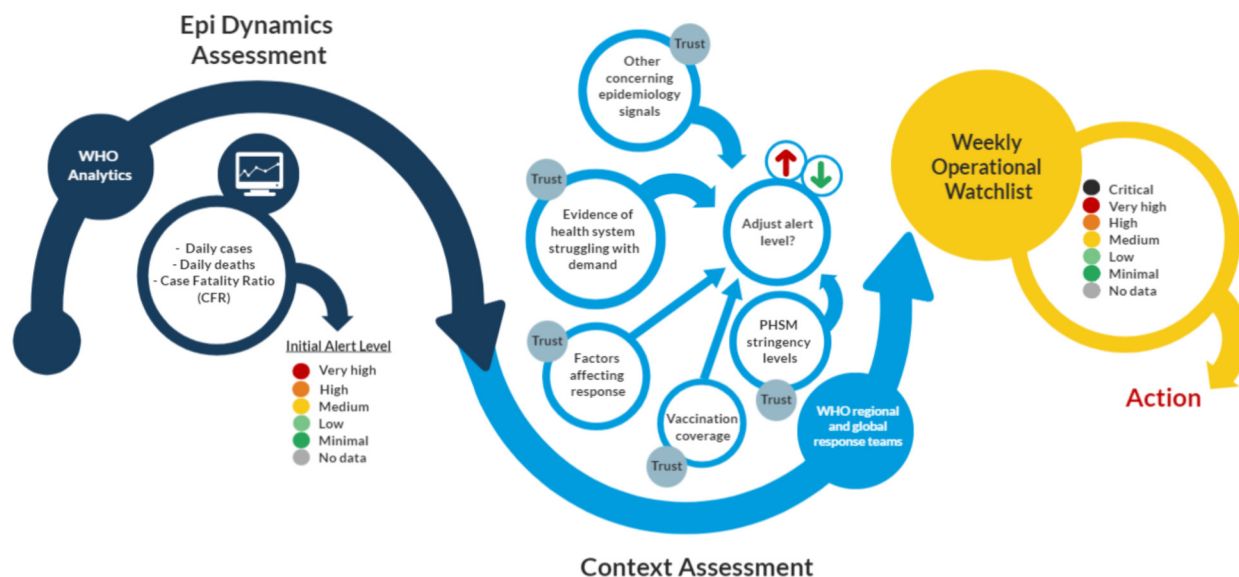 Epi Dynamics
Assessment
WHO
Analytics
- Daily cases
- Daily deaths
- Case Fatality Ratio
(CFR)
Initial Alert Level
Very high
High
Medium
Low
Minimal
No data
Trust
Other
concerning
epidemiology
signals
Trust
Evidence of
health system
struggling with
demand
Adjust alert
level?
Trust
Factors
affecting
response
PHSM
stringency
levels
Trust
Vaccination
coverage
Trust
WHO regional
and global
response teams
Context Assessment
Weekly
Operational
Watchlist
Critical
Very high
High
Medium
Low
Minimal
No data
Action